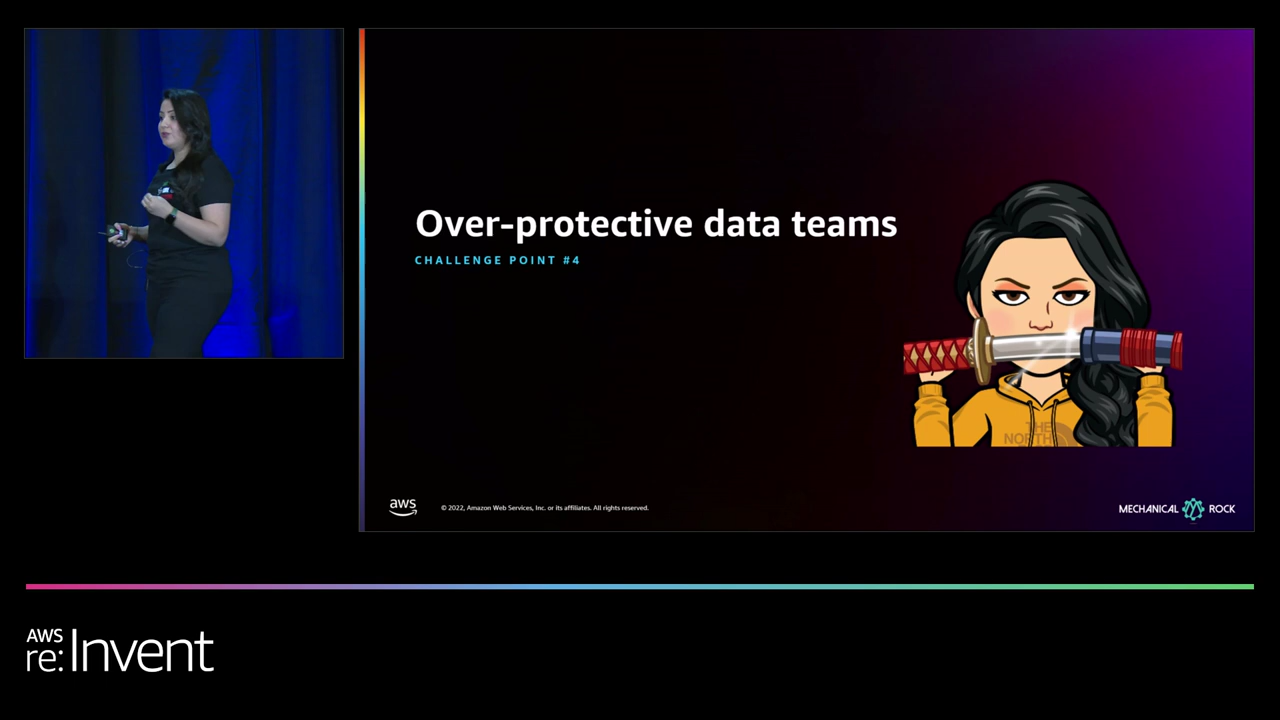 Over-protective data teams
CHALLENGE POINT #4
THE
NORTH
aws
© 2022, Amazon Web Services, Inc. or its affiliates. All rights reserved.
MECHANICAL ROCK
AWS
re:Invent